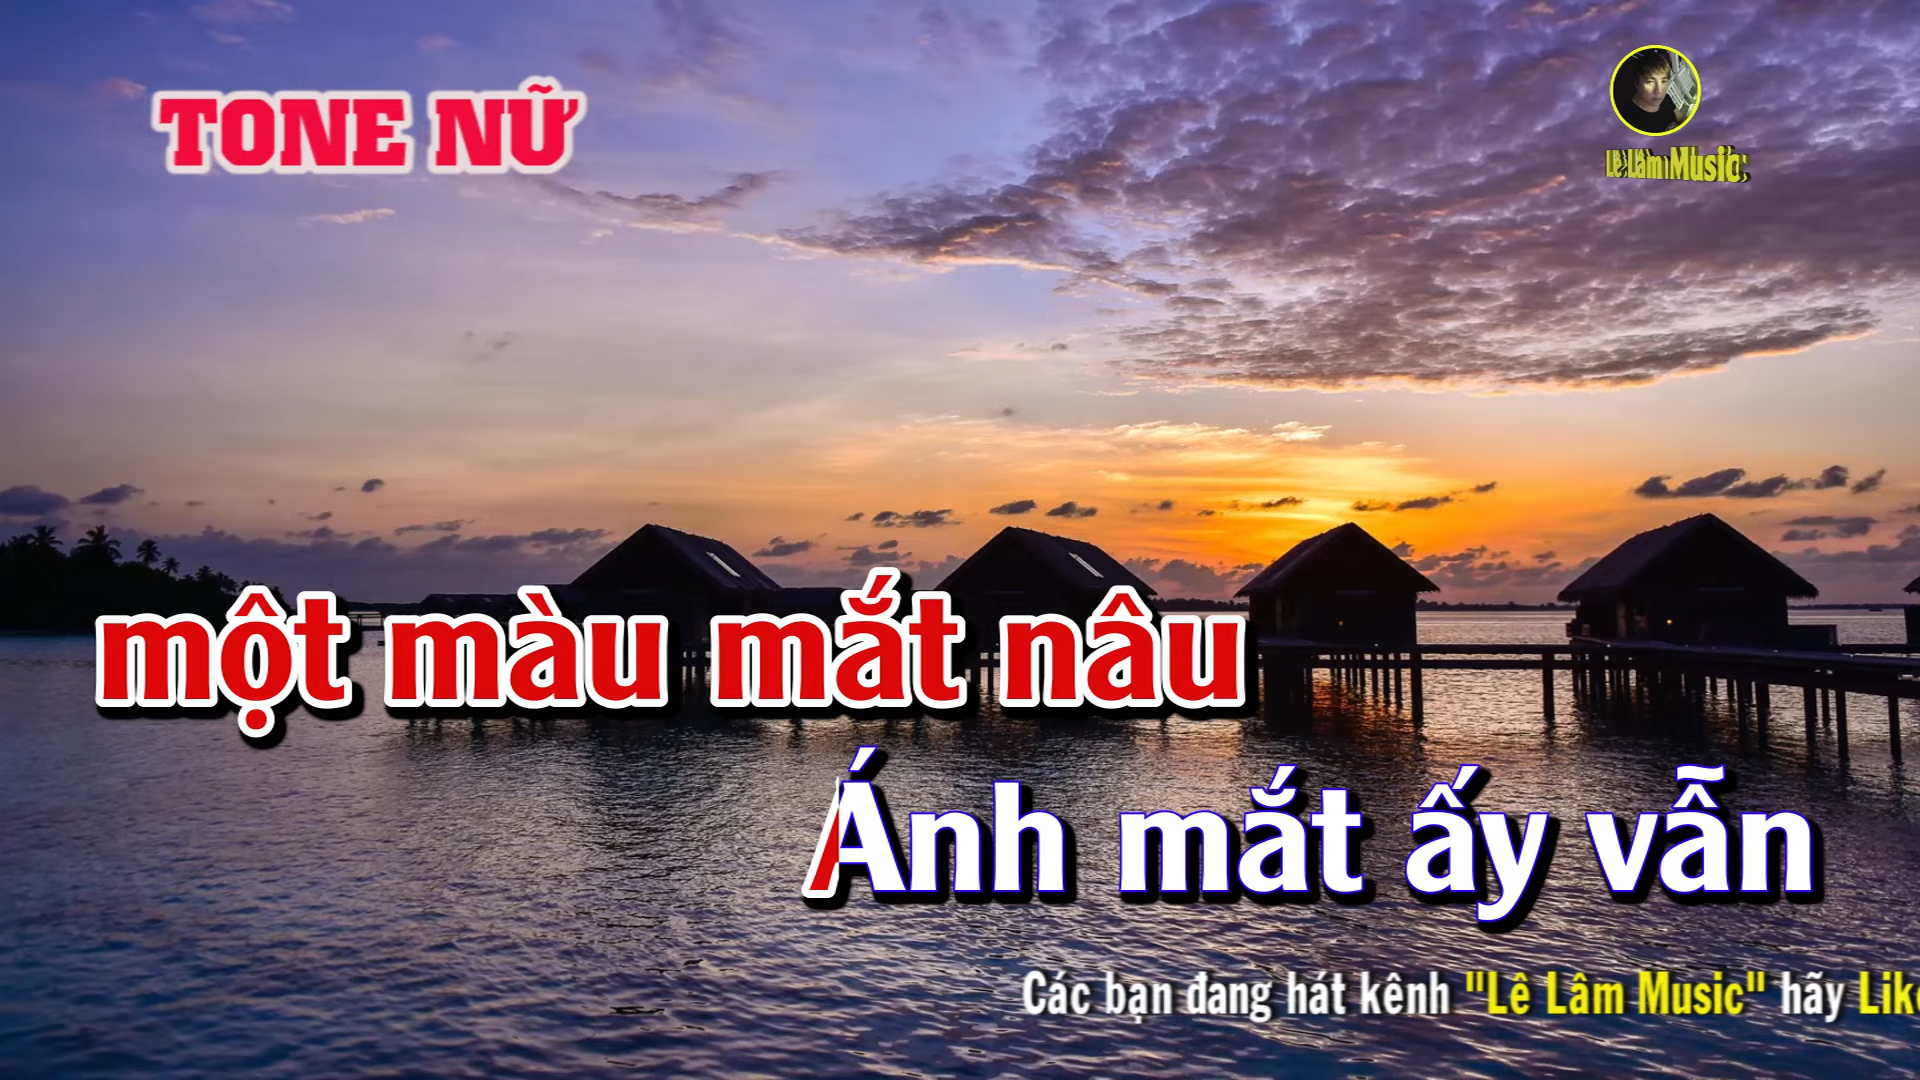 TONE NỮ
Lê Lâm Music
một màu mắt nâu
Ánh mắt ấy vẫn
Các bạn đang hát kênh "Lê Lâm Music" hãy Like